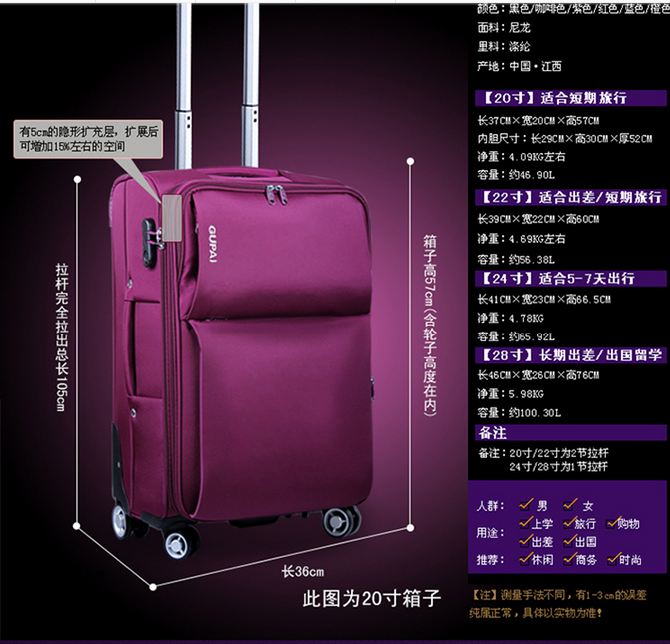 颜色：黑色/咖啡色/紫色/红色/蓝色/橙色
面料：尼龙
里料：涤纶
产地：中国·江西
【20寸】适合短期旅行
长37CM×宽20CM×高57CM
内胆尺寸：长29CM×高30CM×厚52CM
净重：4.09KG左右
容量：约46.90L
【22寸】适合出差/短期旅行
长39CM×宽22CM×高60CM
净重：4.69KG左右
容量：约56.38L
【24寸】适合5-7天出行
长41CM×宽23CM×高66.5CM
净重：4.78KG
容量：约65.92L
【28寸】长期出差/出国留学
长46CM×宽26CM×高76CM
净重：5.98KG
容量：约100.30L
备注
备注：20寸/22寸为2节拉杆
24寸/28寸为1节拉杆
人群：男 女
用途：上学 旅行 购物
出差 出国
推荐：休闲 商务 时尚
【注】测量手法不同，有1-3cm的误差
纯属正常，具体以实物为准！
有5cm的隐形扩充层，扩展后
可增加15%左右的空间
GUPAI
拉杆完全拉出总长105cm
箱子高57cm(含轮子高度在内)
长36cm
此图为20寸箱子